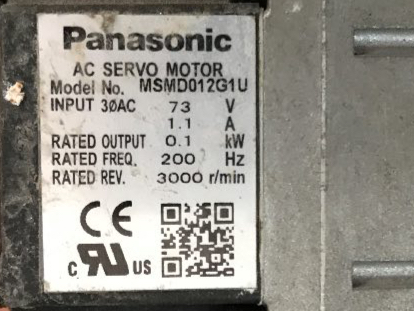 Panasonic
AC SERVO MOTOR
Model No. MSMD012G1U
INPUT 3ØAC 73 V
1.1 A
RATED OUTPUT 0.1 kW
RATED FREQ. 200 Hz
RATED REV. 3000 r/min
CE
c RU US